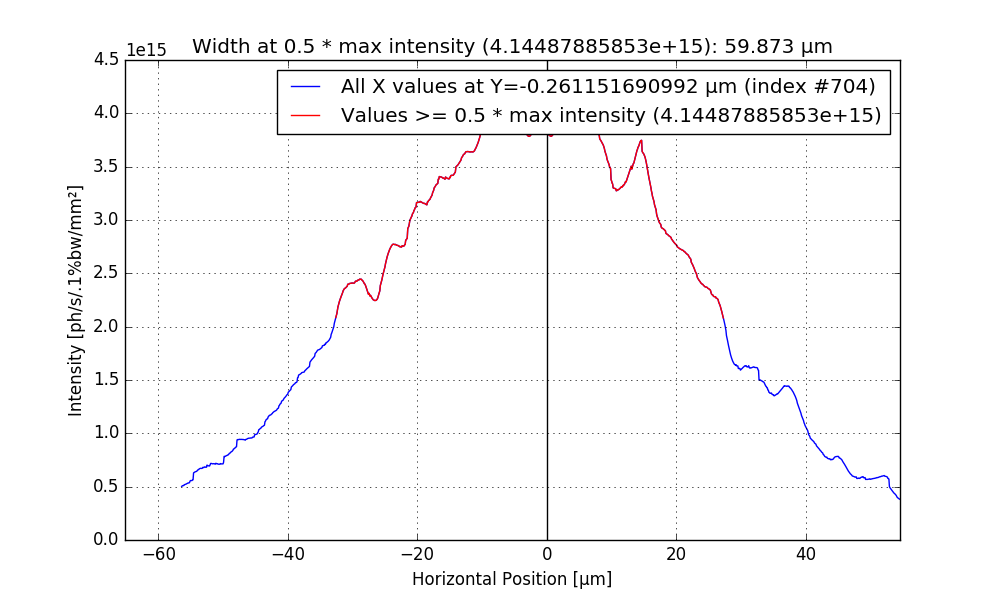 Width at 0.5 * max intensity (4.14487885853e+15): 59.873 µm
1e15
All X values at Y=-0.261151690992 µm (index #704)
Values >= 0.5 * max intensity (4.14487885853e+15)
4.5
4.0
3.5
3.0
2.5
2.0
1.5
1.0
0.5
0.0
Intensity [ph/s/.1%bw/mm²]
−60 −40 −20 0 20 40
Horizontal Position [µm]